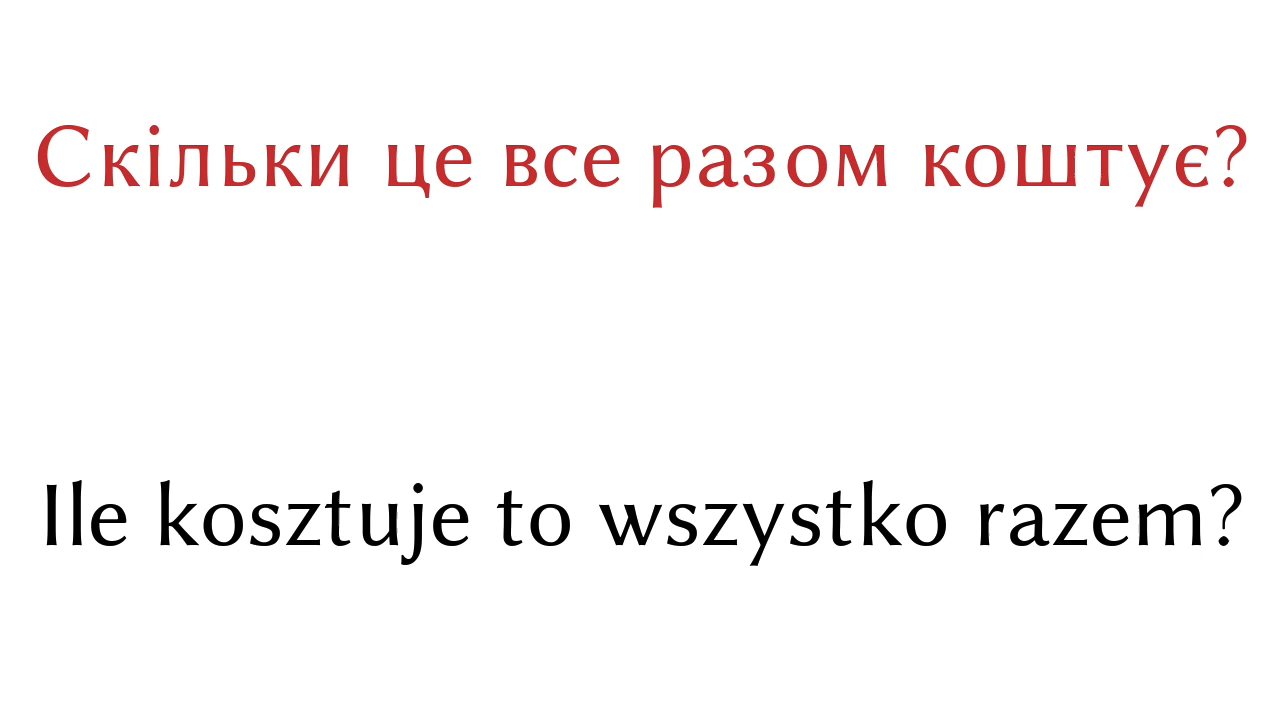 Скільки це все разом коштує?
Ile kosztuje to wszystko razem?